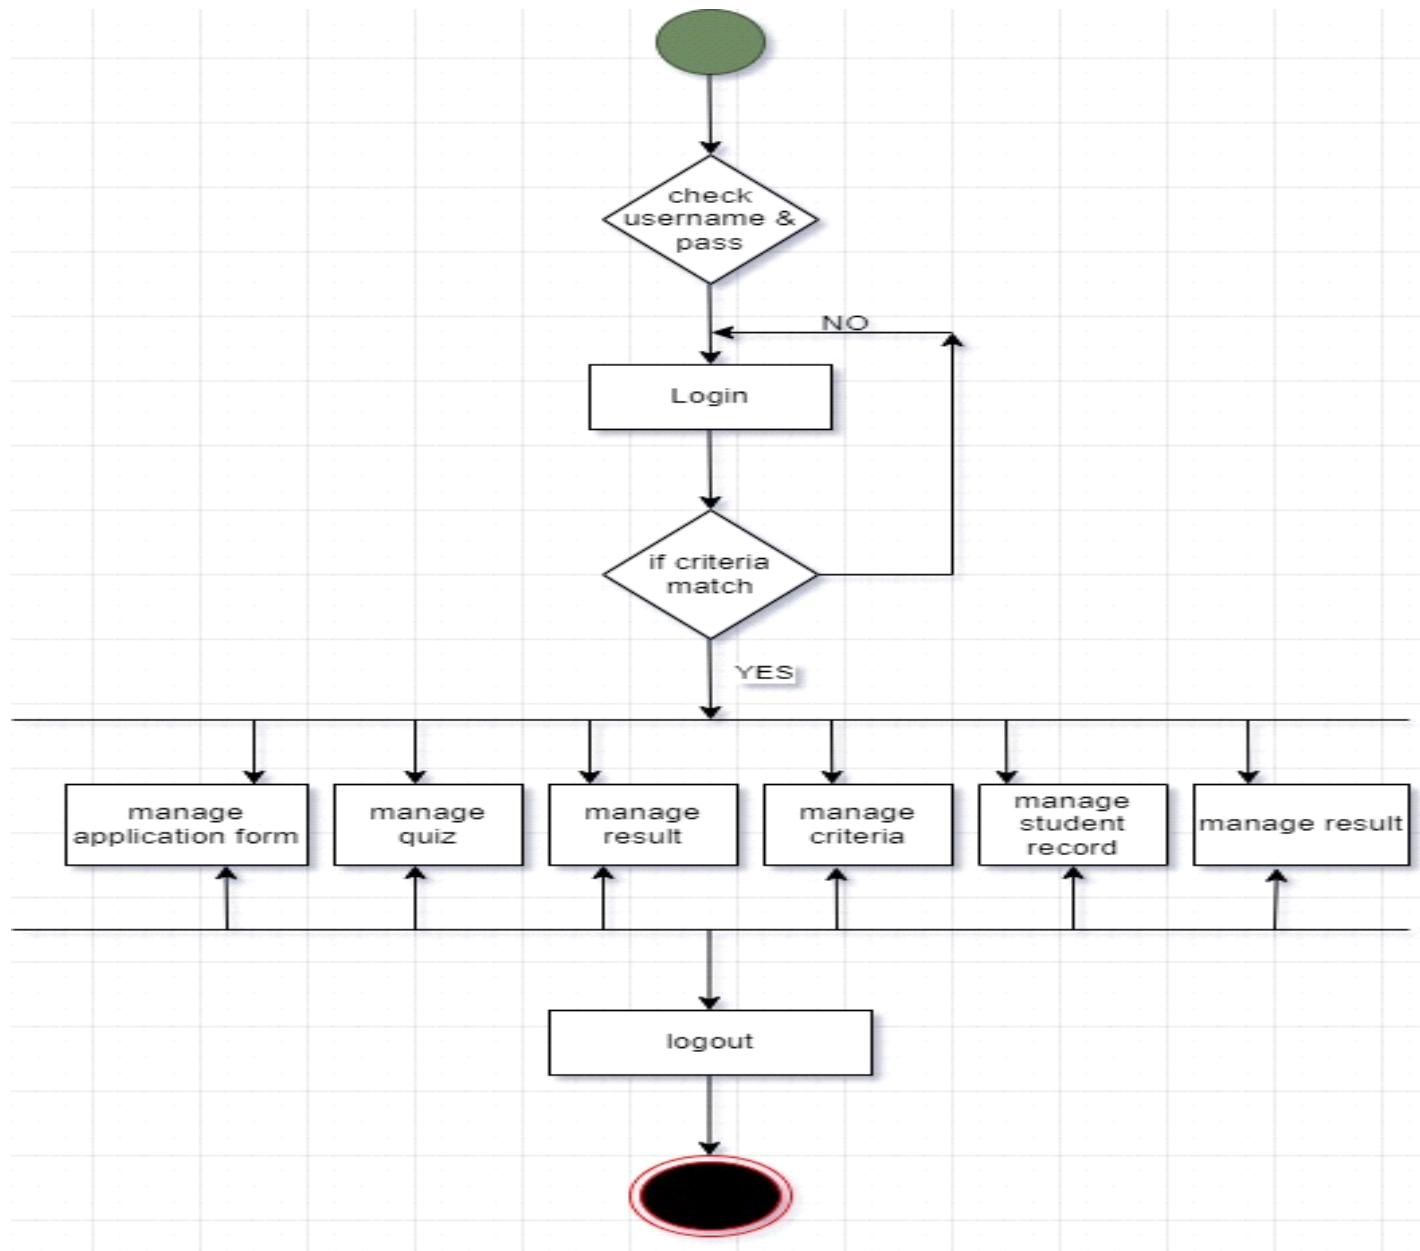 check
username &
pass
NO
Login
if criteria
match
YES
manage
application form
manage
quiz
manage
result
manage
criteria
manage
student
record
manage result
logout